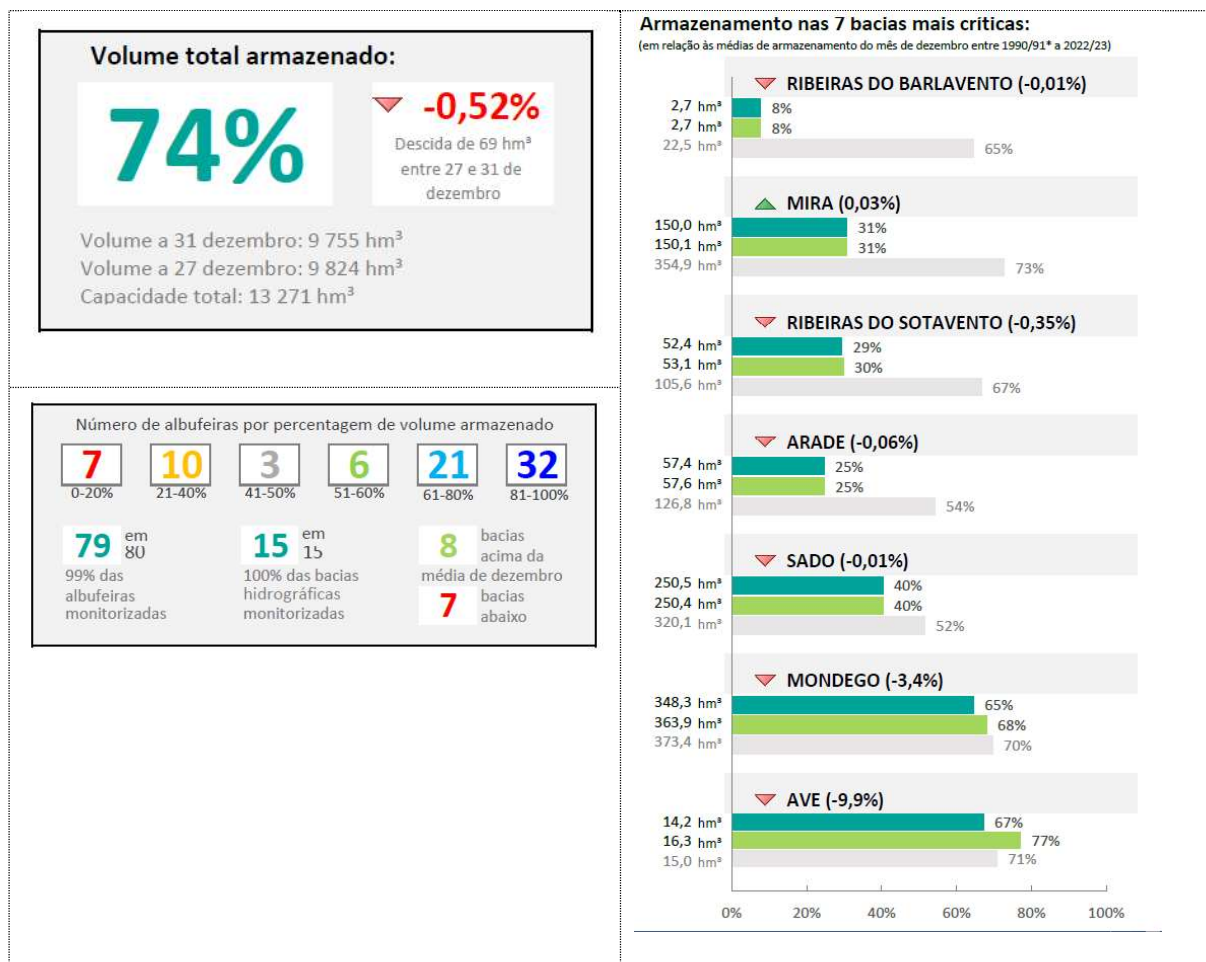 Volume total armazenado:
74%
-0,52%
Descida de 69 hm³
entre 27 e 31 de
dezembro
Volume a 31 dezembro: 9 755 hm³
Volume a 27 dezembro: 9 824 hm³
Capacidade total: 13 271 hm³
Número de albufeiras por percentagem de volume armazenado
7 10 3 6 21 32
0-20% 21-40% 41-50% 51-60% 61-80% 81-100%
79 em 80
99% das
albufeiras
monitorizadas
15 em 15
100% das bacias
hidrográficas
monitorizadas
8 bacias
acima da
média de dezembro
7 bacias
abaixo
Armazenamento nas 7 bacias mais críticas:
(em relação às médias de armazenamento do mês de dezembro entre 1990/91* a 2022/23)
RIBEIRAS DO BARLAVENTO (-0,01%)
2,7 hm³ 8%
2,7 hm³ 8%
22,5 hm³ 65%
MIRA (0,03%)
150,0 hm³ 31%
150,1 hm³ 31%
354,9 hm³ 73%
RIBEIRAS DO SOTAVENTO (-0,35%)
52,4 hm³ 29%
53,1 hm³ 30%
105,6 hm³ 67%
ARADE (-0,06%)
57,4 hm³ 25%
57,6 hm³ 25%
126,8 hm³ 54%
SADO (-0,01%)
250,5 hm³ 40%
250,4 hm³ 40%
320,1 hm³ 52%
MONDEGO (-3,4%)
348,3 hm³ 65%
363,9 hm³ 68%
373,4 hm³ 70%
AVE (-9,9%)
14,2 hm³ 67%
16,3 hm³ 77%
15,0 hm³ 71%
0% 20% 40% 60% 80% 100%